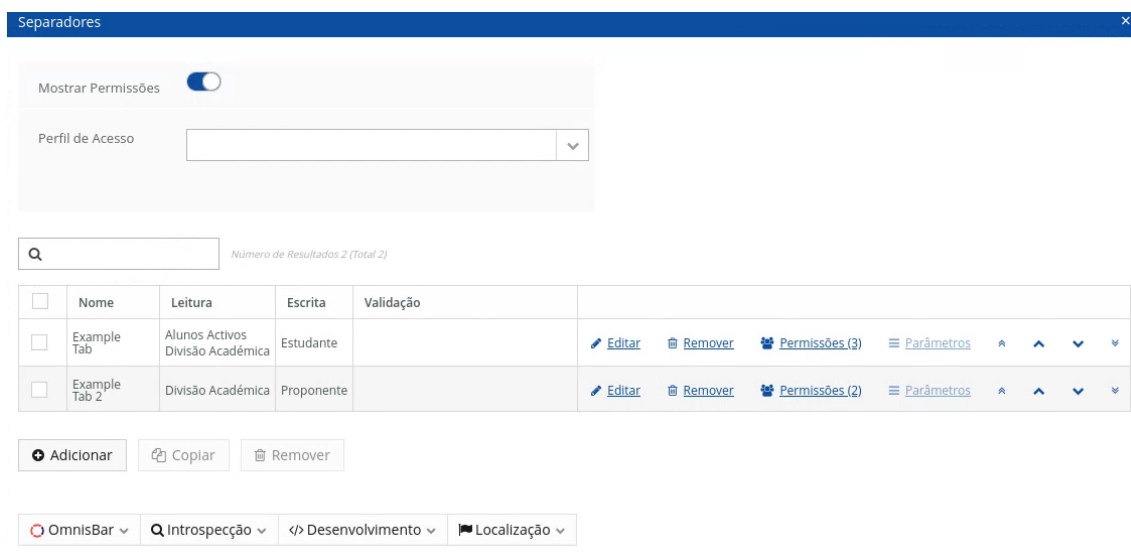 Separadores ×
Mostrar Permissões
Perfil de Acesso
Número de Resultados 2 (Total 2)
Nome Leitura Escrita Validação
Example Tab Alunos Activos Divisão Académica Estudante Editar Remover Permissões (3) Parâmetros
Example Tab 2 Divisão Académica Proponente Editar Remover Permissões (2) Parâmetros
Adicionar Copiar Remover
OmnisBar Introspecção </> Desenvolvimento Localização